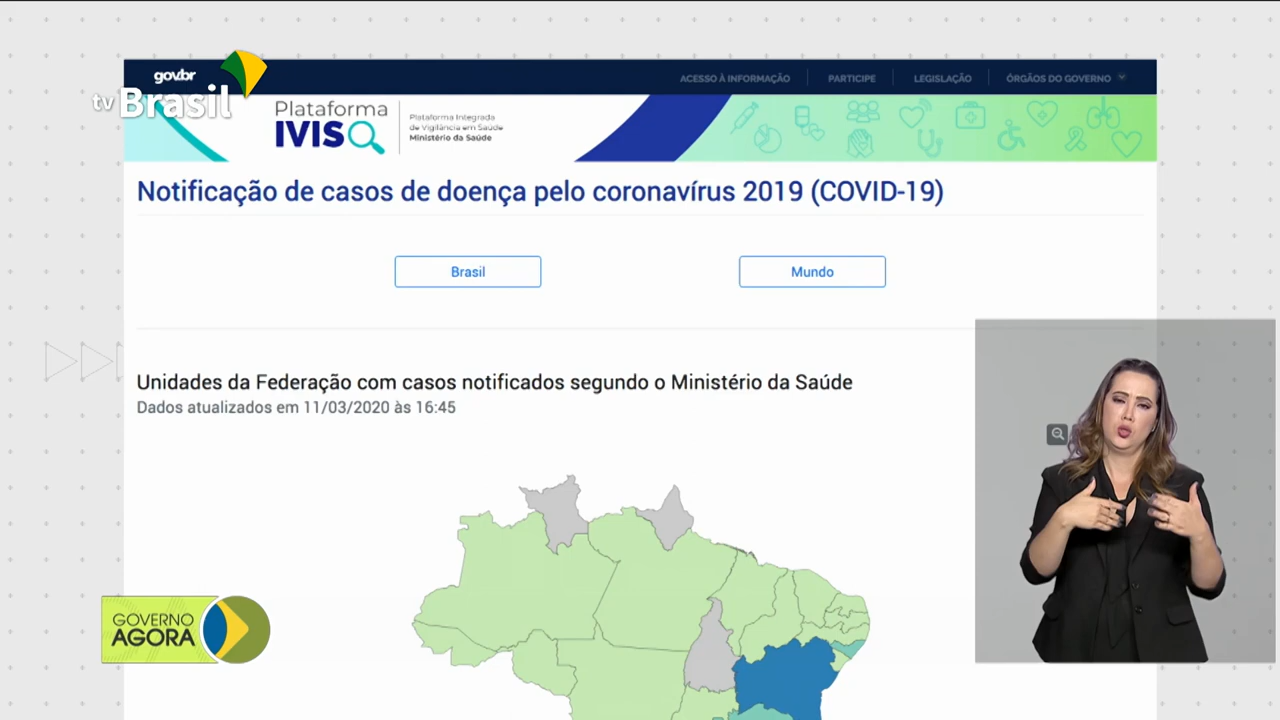 gov.br
ACESSO À INFORMAÇÃO
PARTICIPE
LEGISLAÇÃO
ÓRGÃOS DO GOVERNO
tv Brasil
Plataforma
IVIS
Plataforma Integrada
de Vigilância em Saúde
Ministério da Saúde
Notificação de casos de doença pelo coronavírus 2019 (COVID-19)
Brasil
Mundo
Unidades da Federação com casos notificados segundo o Ministério da Saúde
Dados atualizados em 11/03/2020 às 16:45
GOVERNO
AGORA